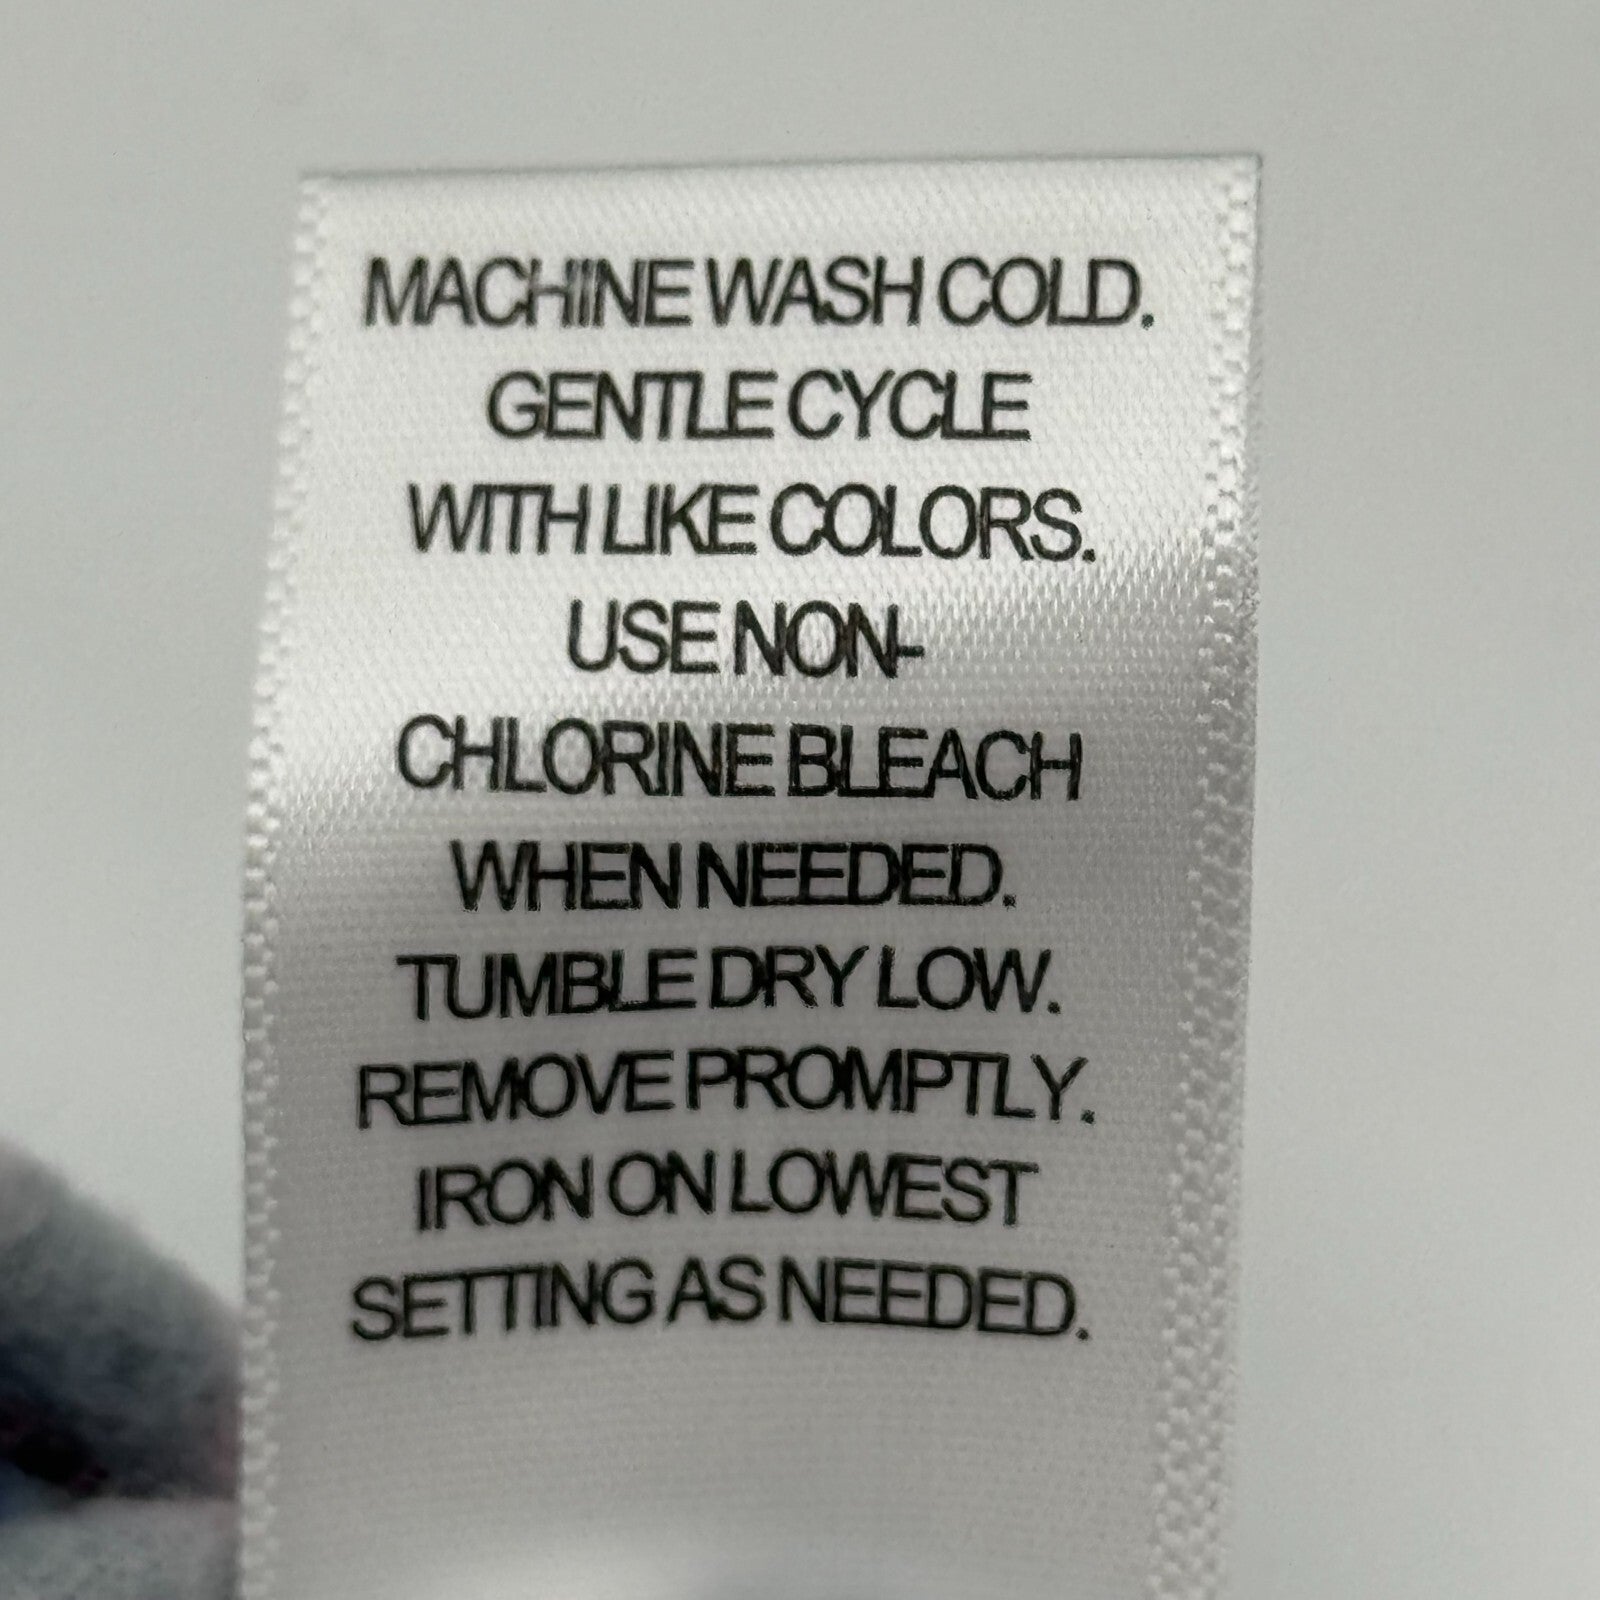 MACHINE WASH COLD.
GENTLE CYCLE
WITH LIKE COLORS.
USE NON-
CHLORINE BLEACH
WHEN NEEDED.
TUMBLE DRY LOW.
REMOVE PROMPTLY.
IRON ON LOWEST
SETTING AS NEEDED.